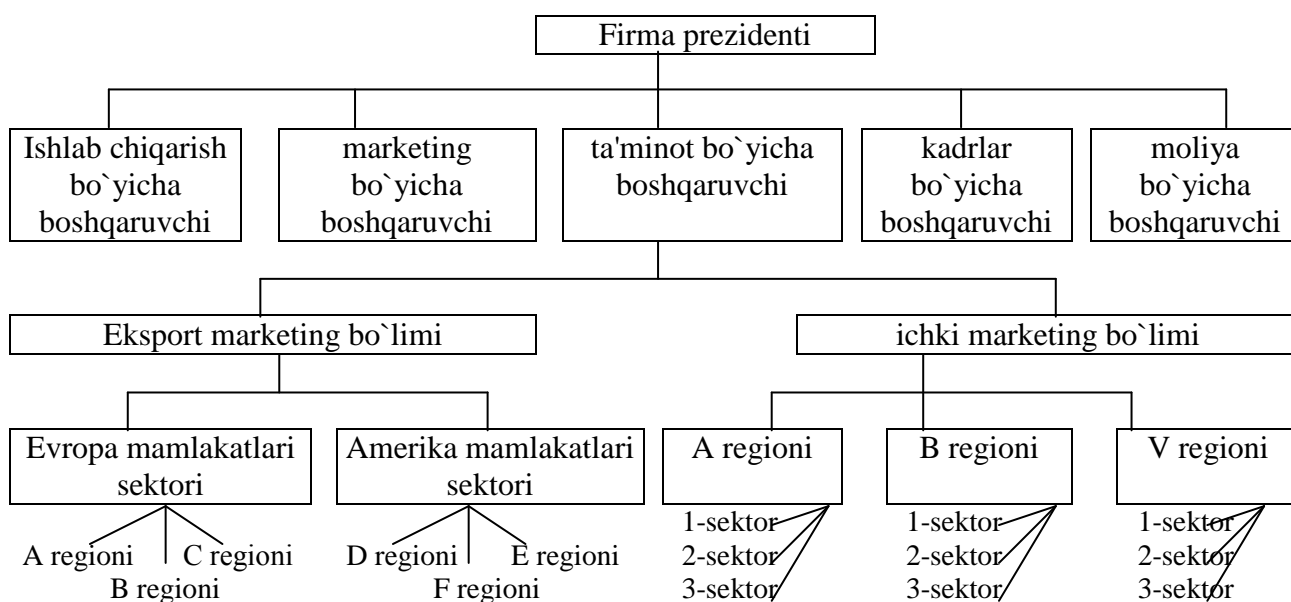 Firma prezidenti
Ishlab chiqarish
bo`yicha
boshqaruvchi
marketing
bo`yicha
boshqaruvchi
ta'minot bo`yicha
boshqaruvchi
kadrlar
bo`yicha
boshqaruvchi
moliya
bo`yicha
boshqaruvchi
Eksport marketing bo`limi
ichki marketing bo`limi
Evropa mamlakatlari
sektori
Amerika mamlakatlari
sektori
A regioni
B regioni
V regioni
A regioni
C regioni
B regioni
D regioni
E regioni
F regioni
1-sektor
2-sektor
3-sektor
1-sektor
2-sektor
3-sektor
1-sektor
2-sektor
3-sektor